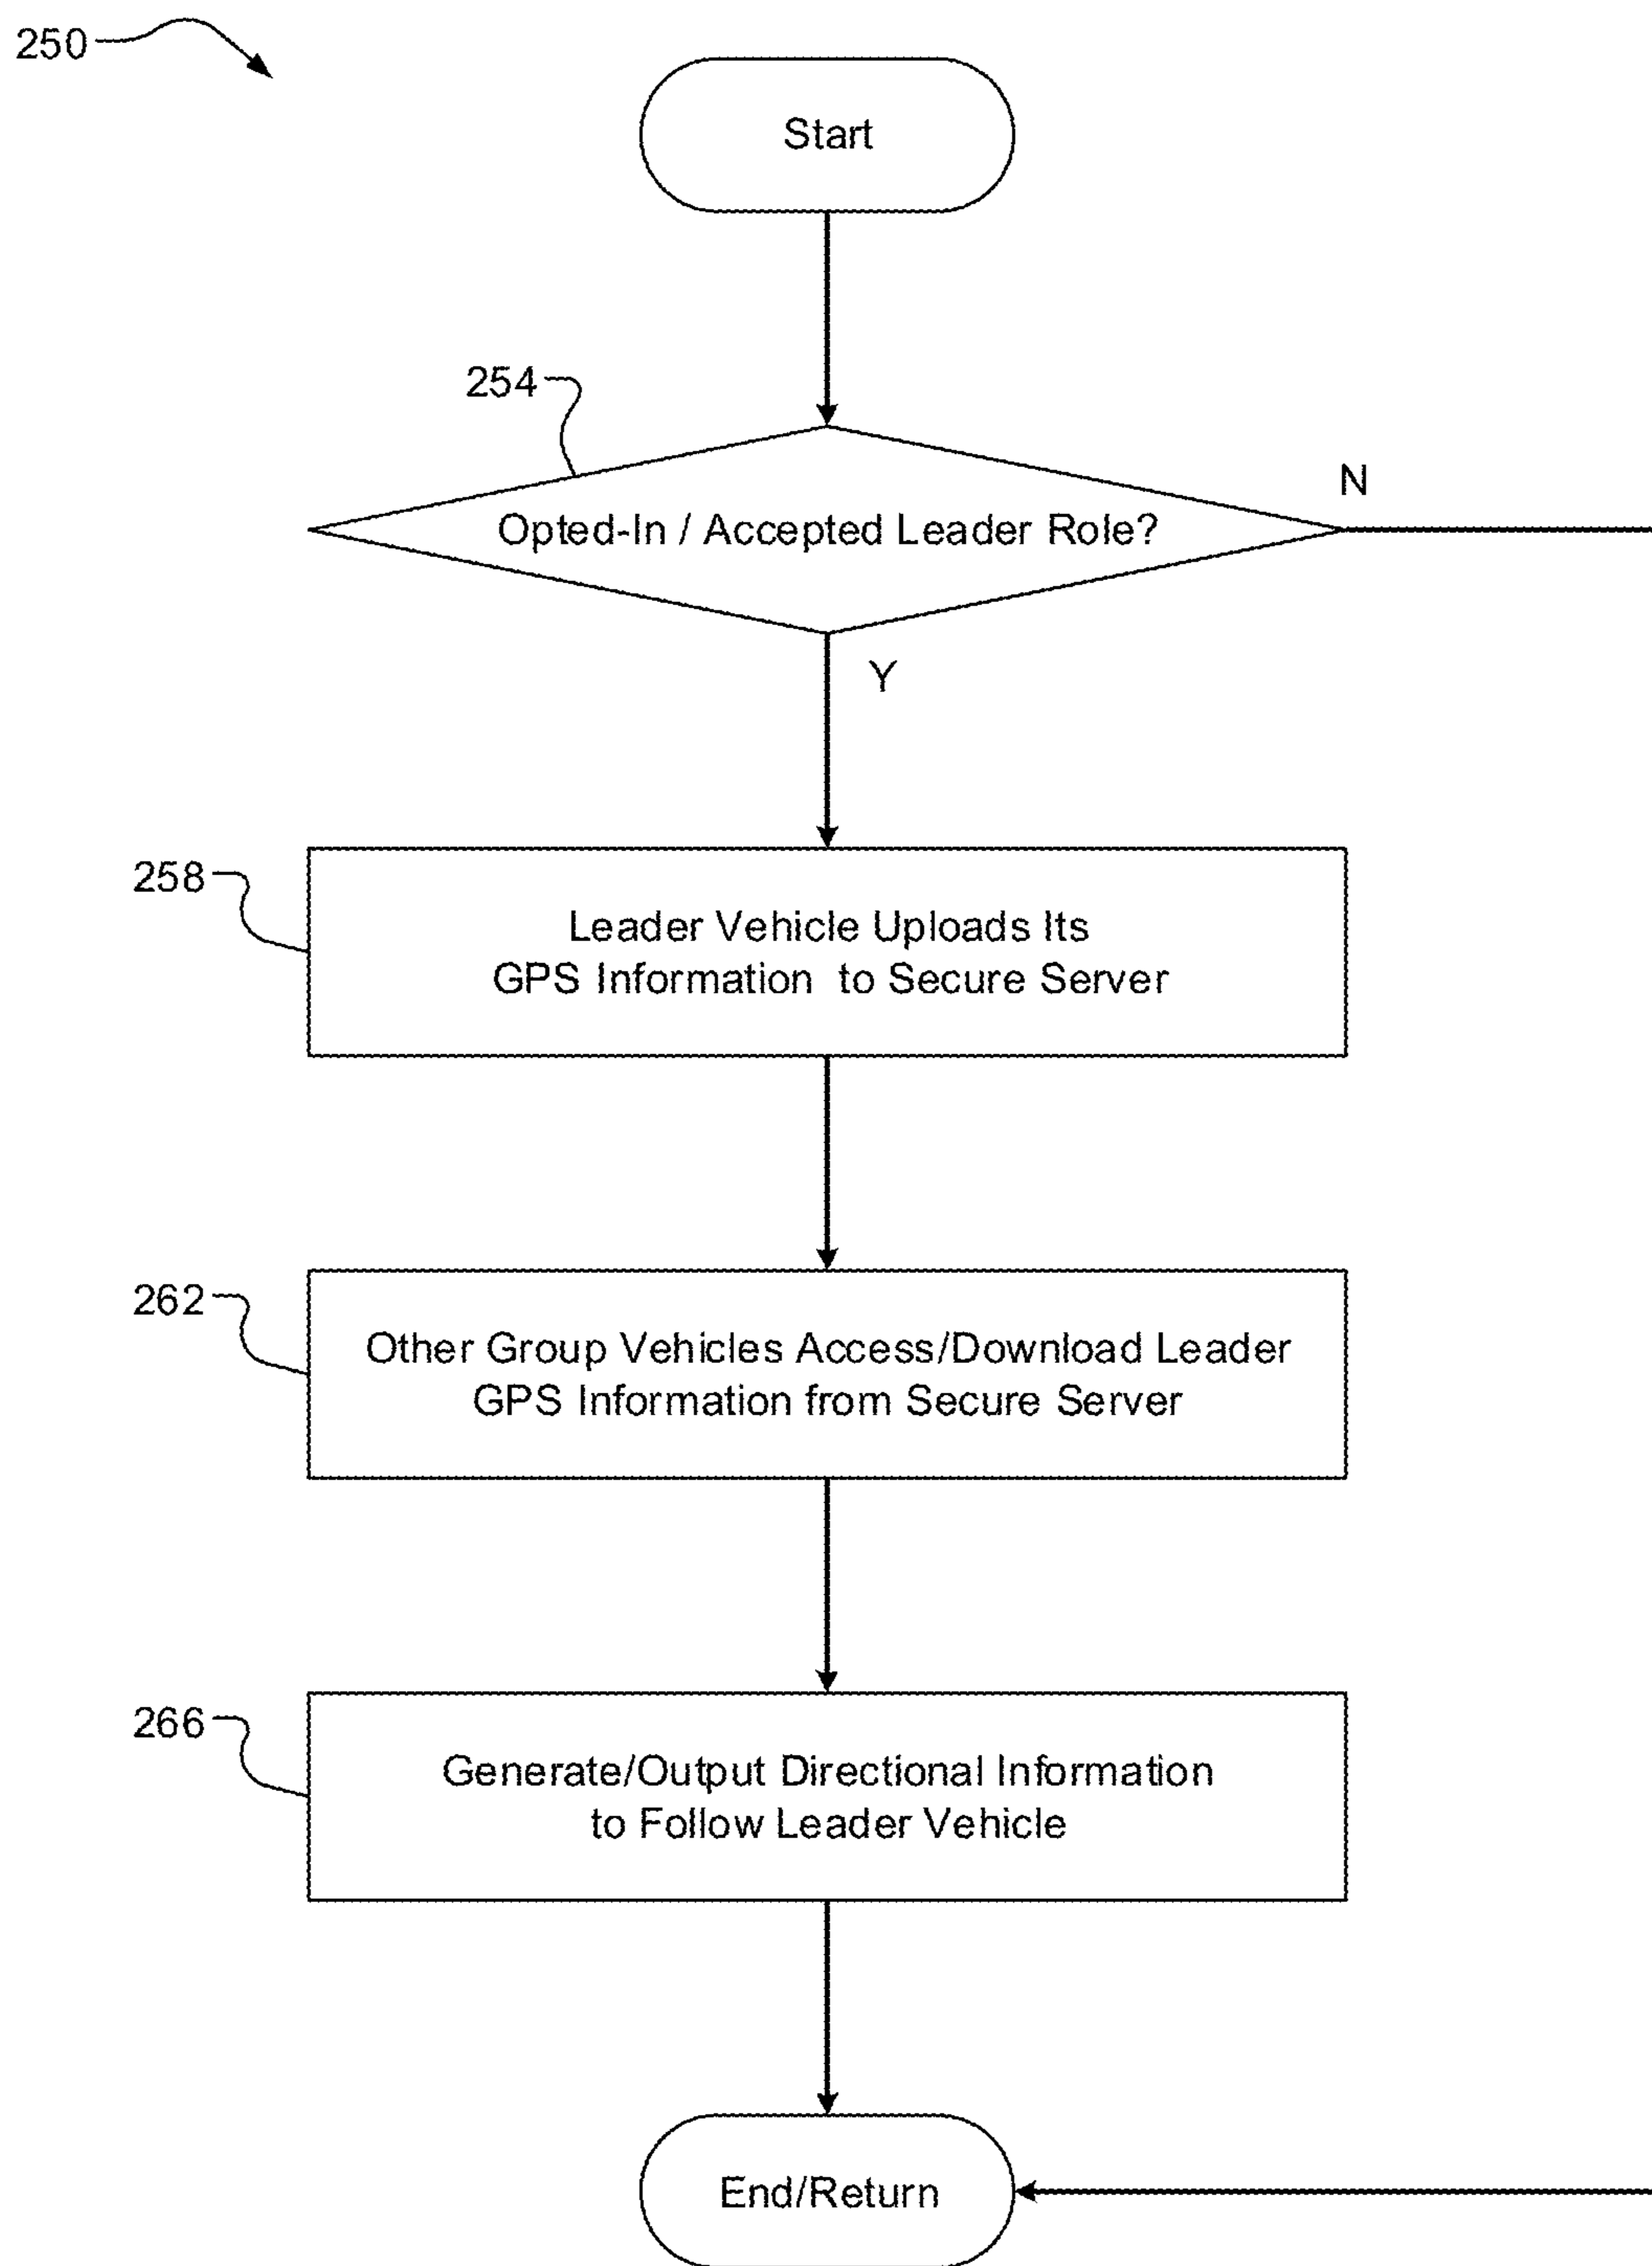 250
Start
254
N
Opted-In / Accepted Leader Role?
Y
258
Leader Vehicle Uploads Its
GPS Information to Secure Server
262
Other Group Vehicles Access/Download Leader
GPS Information from Secure Server
266
Generate/Output Directional Information
to Follow Leader Vehicle
End/Return